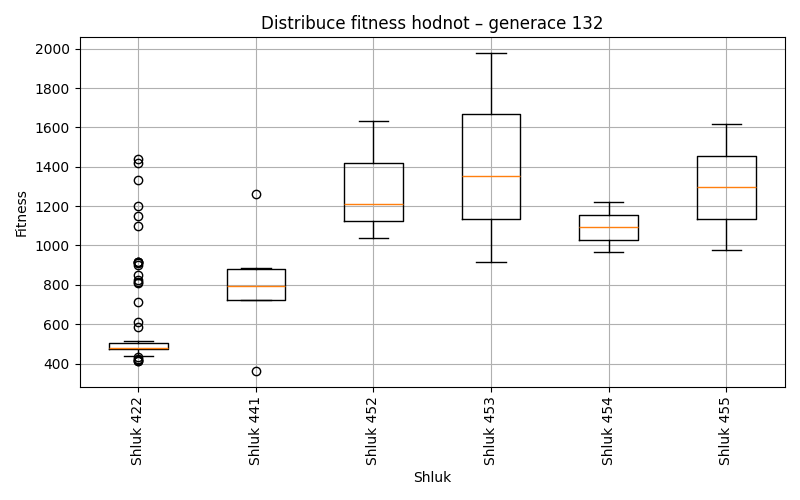 Distribuce fitness hodnot – generace 132
2000
1800
1600
1400
1200
1000
800
600
400
Fitness
Shluk 422
Shluk 441
Shluk 452
Shluk 453
Shluk 454
Shluk 455
Shluk